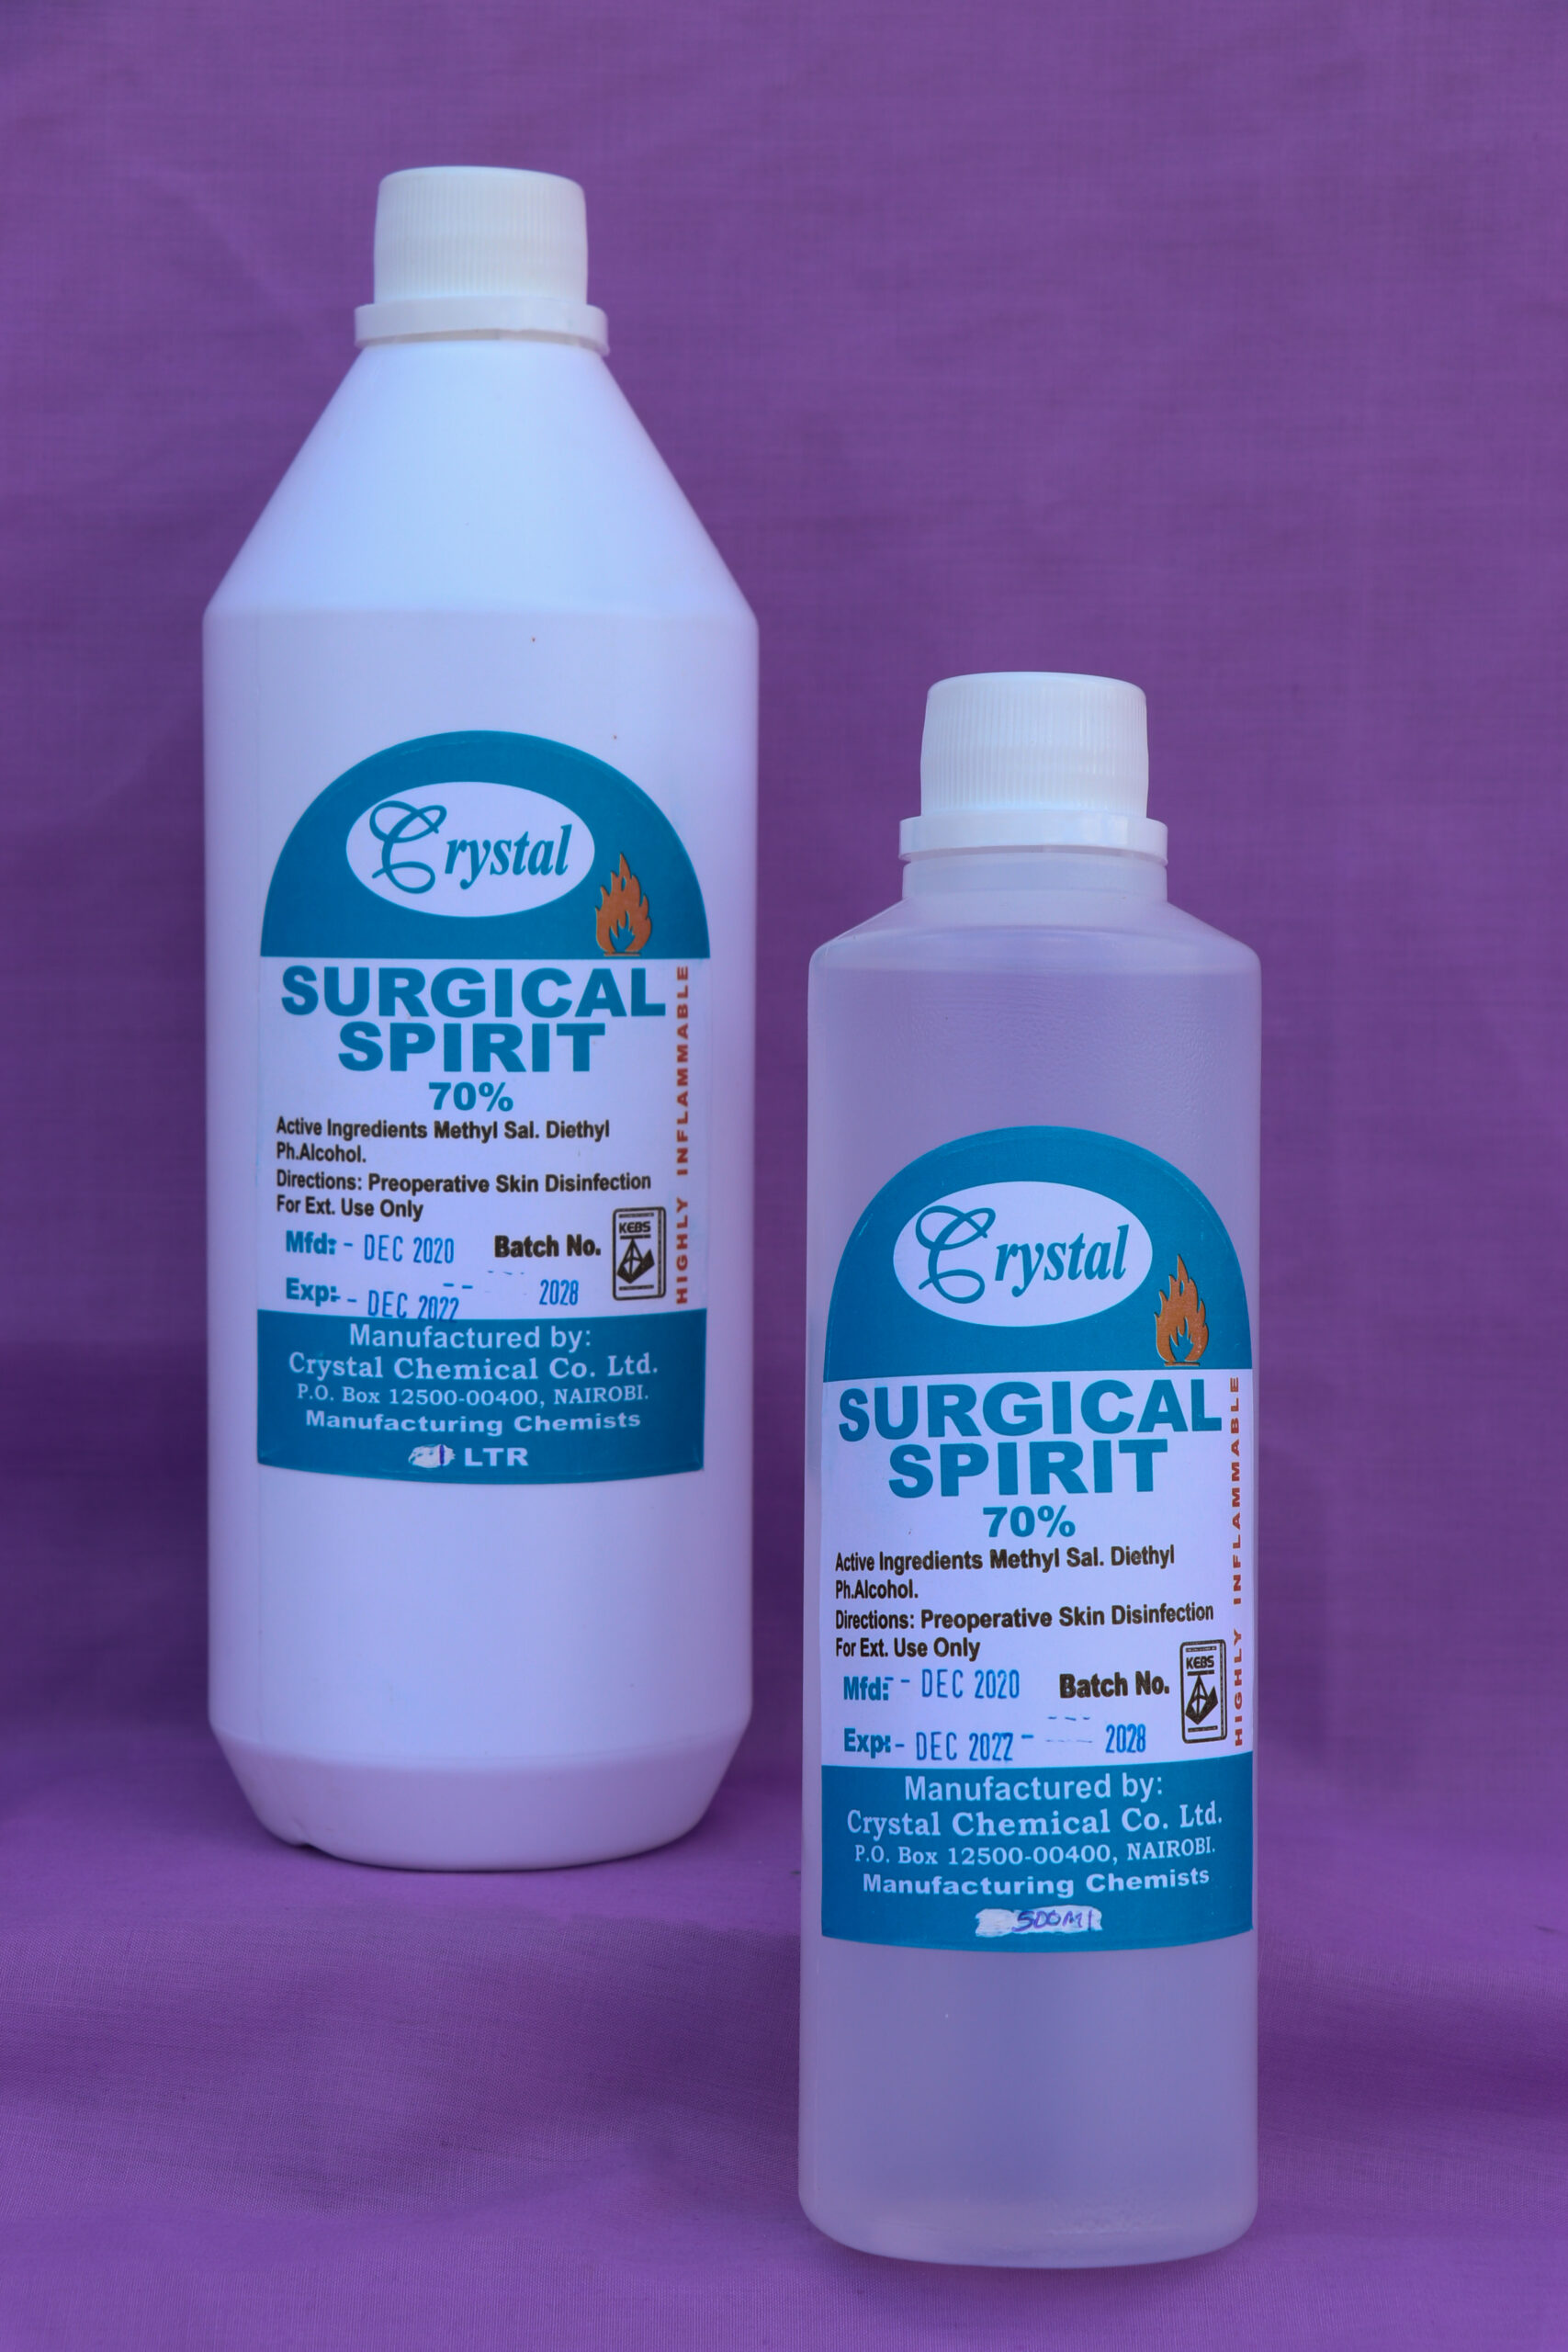 Crystal
SURGICAL
SPIRIT
70%
Active Ingredients Methyl Sal. Diethyl
Ph.Alcohol.
Directions: Preoperative Skin Disinfection
For Ext. Use Only
Mfd: - DEC 2020 Batch No.
Exp: - DEC 2022 - 2028
KEBS
HIGHLY INFLAMMABLE
Manufactured by:
Crystal Chemical Co. Ltd.
P.O. Box 12500-00400, NAIROBI.
Manufacturing Chemists
1 LTR
Crystal
SURGICAL
SPIRIT
70%
Active Ingredients Methyl Sal. Diethyl
Ph.Alcohol.
Directions: Preoperative Skin Disinfection
For Ext. Use Only
Mfd: - DEC 2020 Batch No.
Exp: - DEC 2022 - 2028
KEBS
HIGHLY INFLAMMABLE
Manufactured by:
Crystal Chemical Co. Ltd.
P.O. Box 12500-00400, NAIROBI.
Manufacturing Chemists
500Ml